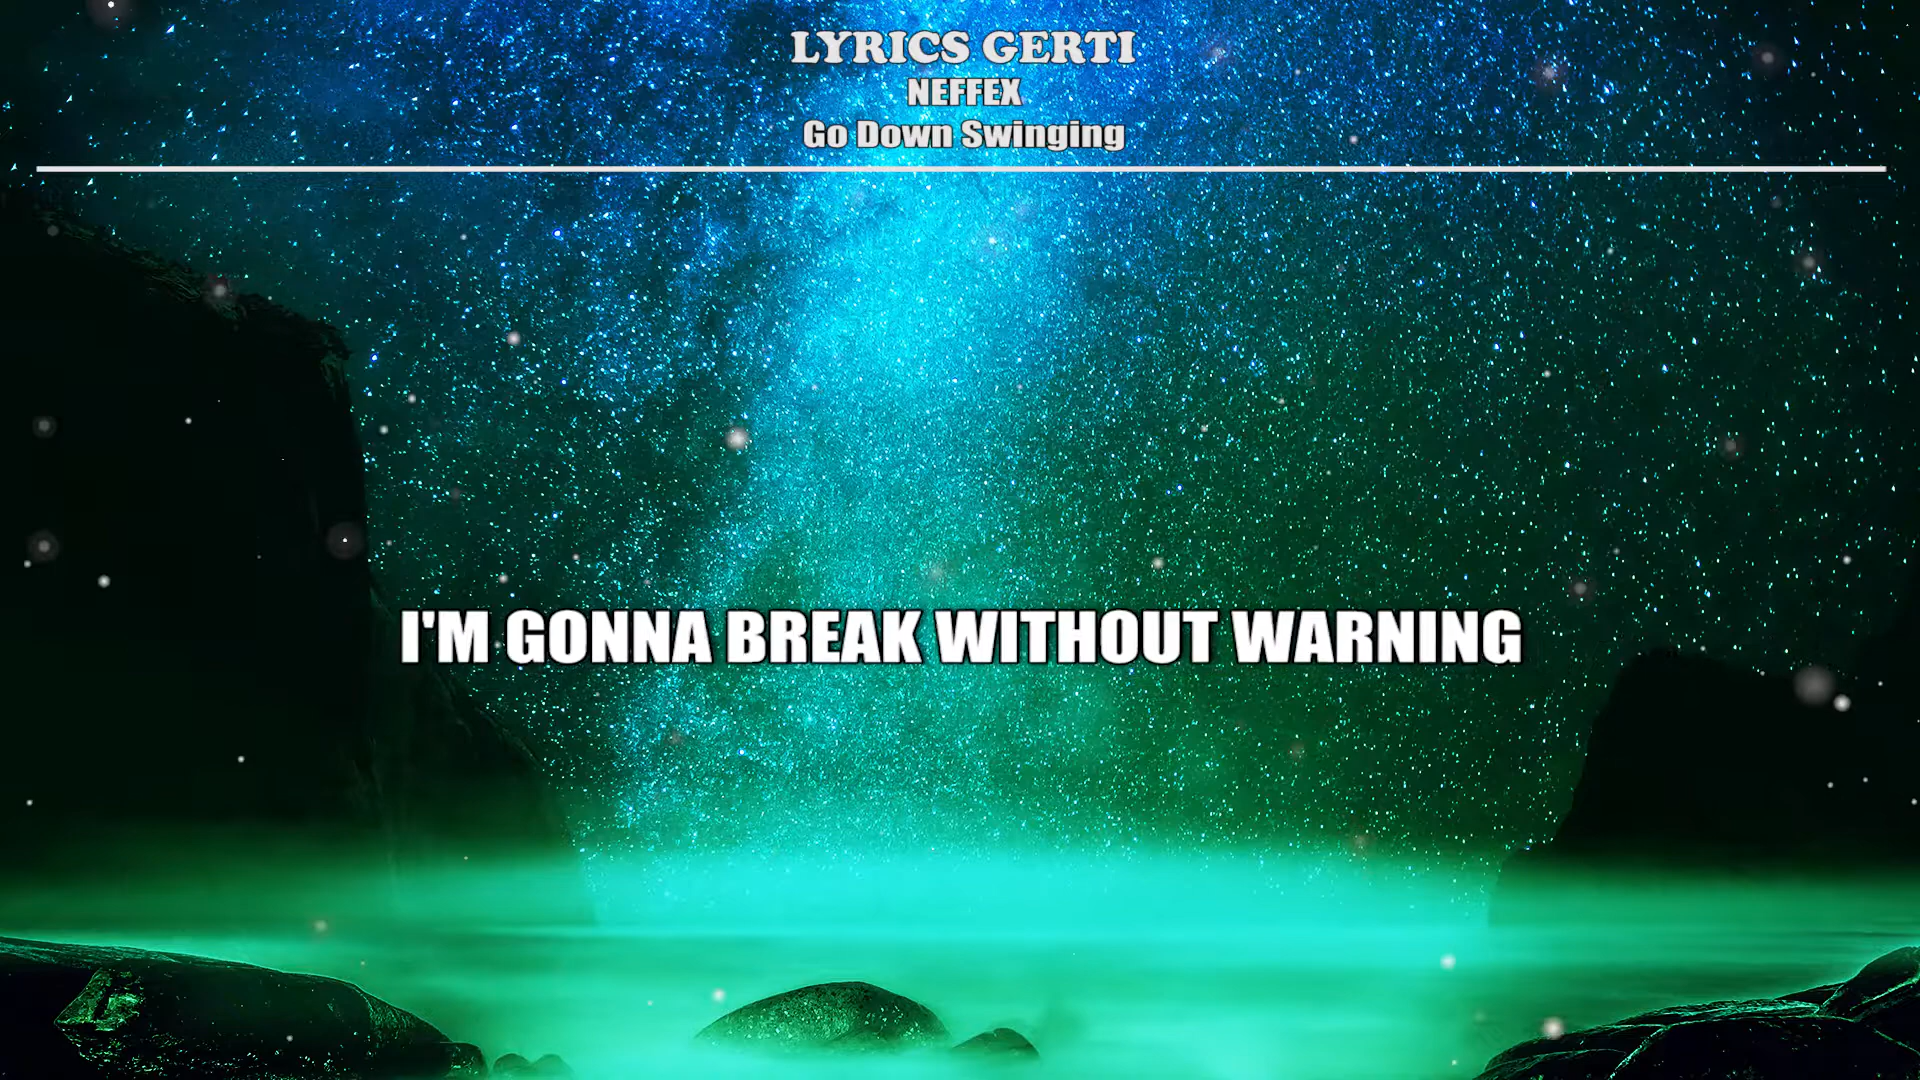 LYRICS GERTI
NEFFEX
Go Down Swinging
I'M GONNA BREAK WITHOUT WARNING